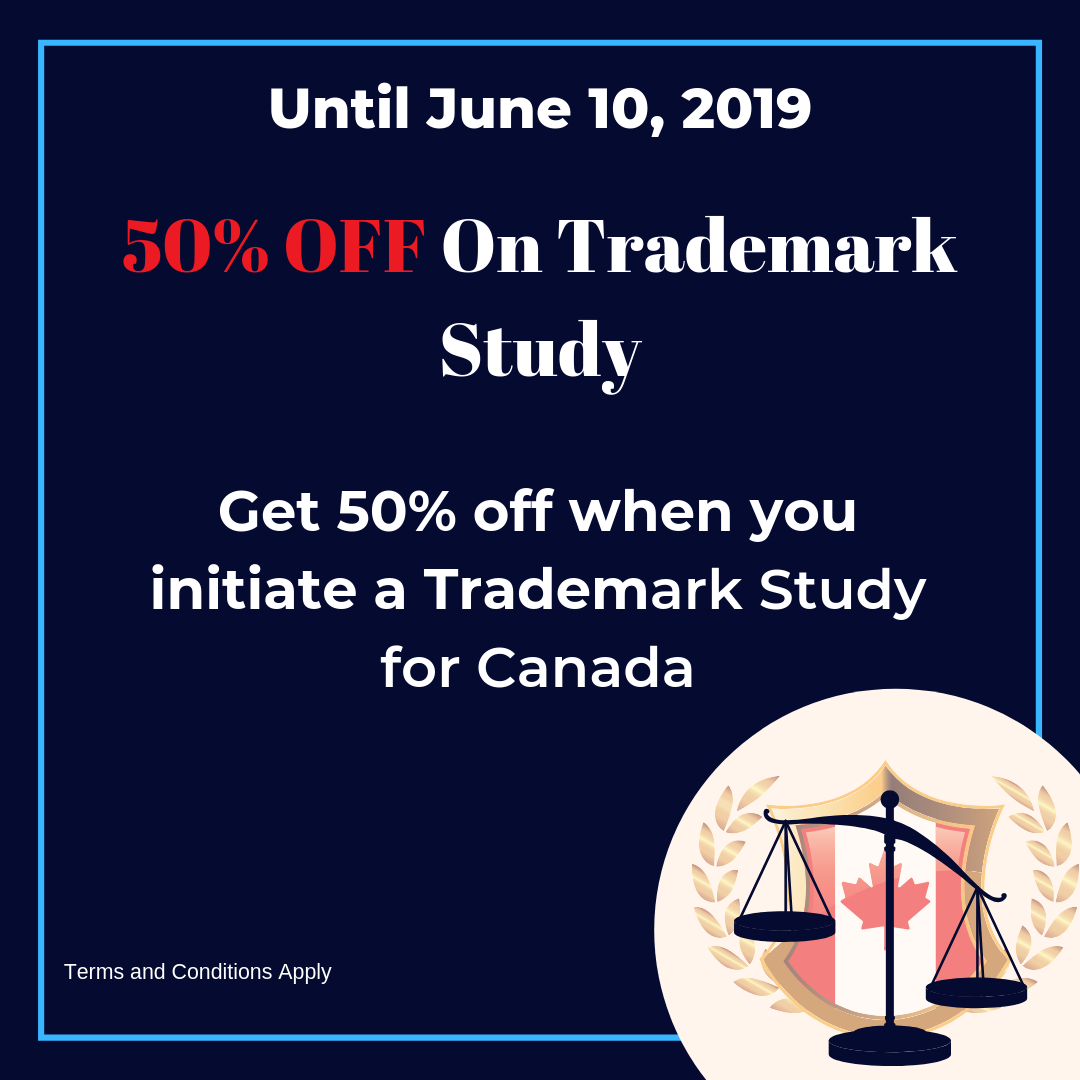 Until June 10, 2019
50% OFF On Trademark
Study
Get 50% off when you
initiate a Trademark Study
for Canada
Terms and Conditions Apply